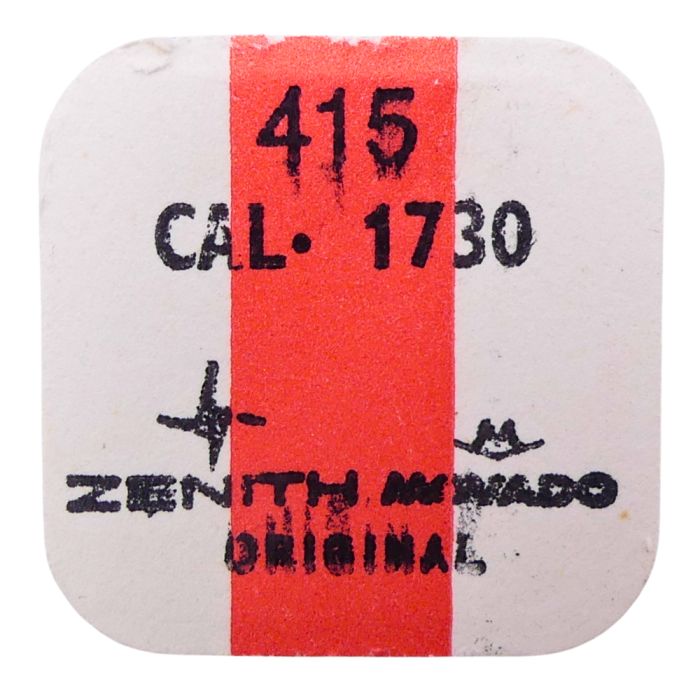 415
CAL. 1730
ZENITH MOVADO
ORIGINAL